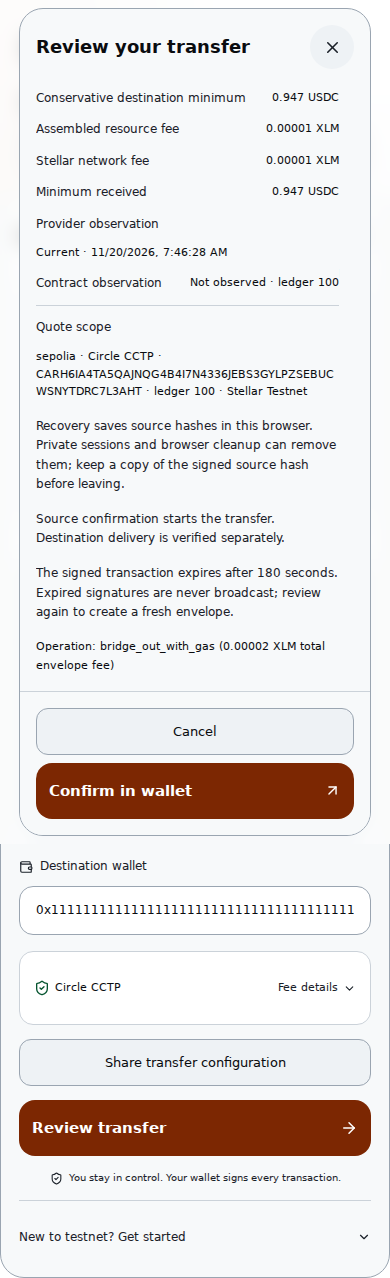 Review your transfer
Conservative destination minimum 0.947 USDC
Assembled resource fee 0.00001 XLM
Stellar network fee 0.00001 XLM
Minimum received 0.947 USDC
Provider observation
Current · 11/20/2026, 7:46:28 AM
Contract observation Not observed · ledger 100
Quote scope
sepolia · Circle CCTP ·
CARH6IA4TA5QAJNQG4B4I7N4336JEBS3GYLPZSEBUC
WSNYTDRC7L3AHT · ledger 100 · Stellar Testnet
Recovery saves source hashes in this browser.
Private sessions and browser cleanup can remove
them; keep a copy of the signed source hash
before leaving.
Source confirmation starts the transfer.
Destination delivery is verified separately.
The signed transaction expires after 180 seconds.
Expired signatures are never broadcast; review
again to create a fresh envelope.
Operation: bridge_out_with_gas (0.00002 XLM total
envelope fee)
Cancel
Confirm in wallet
Destination wallet
0x1111111111111111111111111111111111111111
Circle CCTP Fee details
Share transfer configuration
Review transfer
You stay in control. Your wallet signs every transaction.
New to testnet? Get started